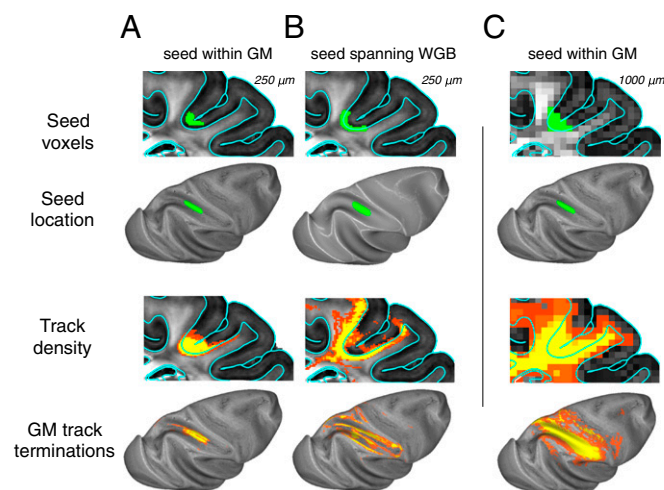 A
B
C
seed within GM
seed spanning WGB
seed within GM
250 µm
250 µm
1000 µm
Seed
voxels
Seed
location
Track
density
GM track
terminations